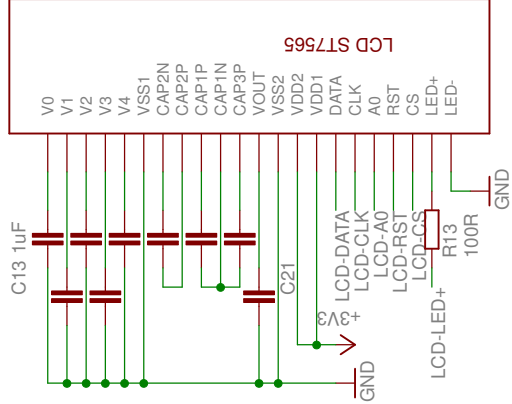 LCD ST7565
V0
V1
V2
V3
V4
VSS1
CAP2N
CAP2P
CAP1P
CAP1N
CAP3P
VOUT
VSS2
VDD2
VDD1
DATA
CLK
A0
RST
CS
LED+
LED-
GND
C13 1uF
C21
LCD-DATA
LCD-CLK
LCD-A0
LCD-RST
LCD-CS
R13
100R
LCD-LED+
+3V3
GND